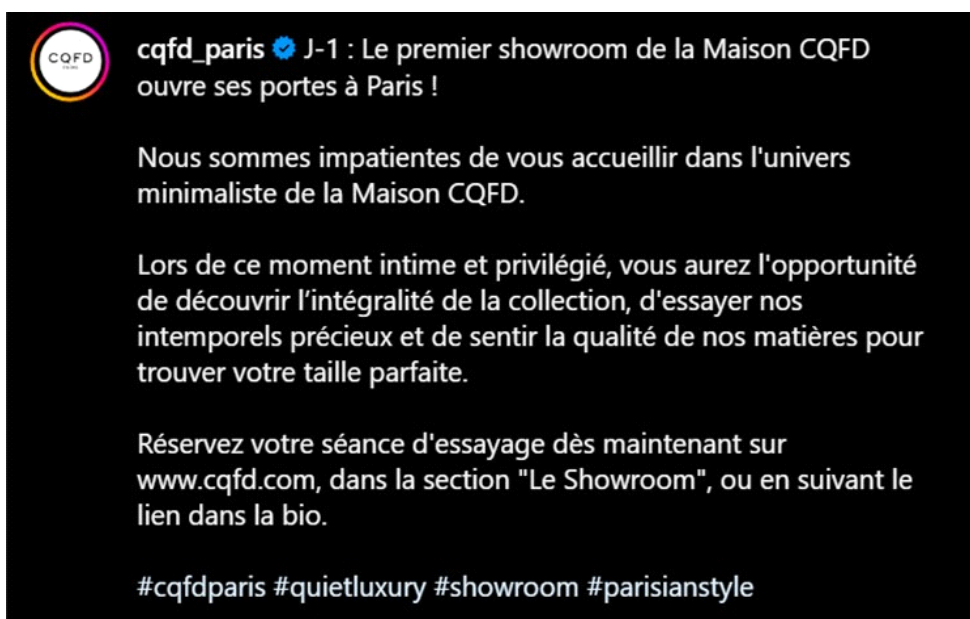 CQFD
cqfd_paris J-1 : Le premier showroom de la Maison CQFD
ouvre ses portes à Paris !
Nous sommes impatientes de vous accueillir dans l'univers
minimaliste de la Maison CQFD.
Lors de ce moment intime et privilégié, vous aurez l'opportunité
de découvrir l’intégralité de la collection, d'essayer nos
intemporels précieux et de sentir la qualité de nos matières pour
trouver votre taille parfaite.
Réservez votre séance d'essayage dès maintenant sur
www.cqfd.com, dans la section "Le Showroom", ou en suivant le
lien dans la bio.
#cqfdparis #quietluxury #showroom #parisianstyle